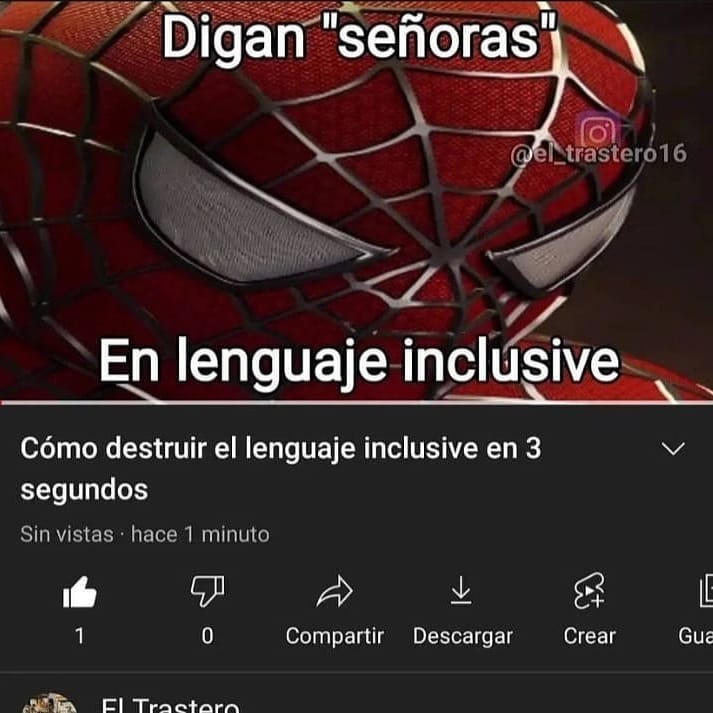 Digan "señoras"
@el_trastero16
En lenguaje inclusive
Cómo destruir el lenguaje inclusive en 3
segundos
Sin vistas · hace 1 minuto
1
0
Compartir
Descargar
Crear
Gua
El Trastero